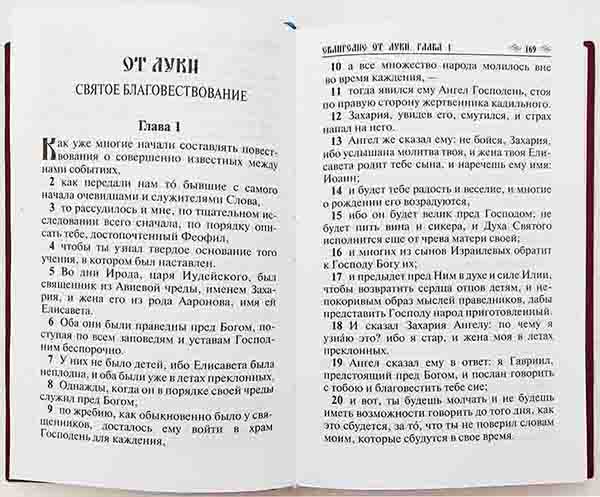 ОТ ЛУКИ
СВЯТОЕ БЛАГОВЕСТВОВАНИЕ
Глава 1
Как уже многие начали составлять повест-
вования о совершенно известных между
нами событиях,
2 как передали нам то́ бывшие с самого
начала очевидцами и служителями Слова,
3 то рассудилось и мне, по тщательном ис-
следовании всего сначала, по порядку опи-
сать тебе, достопочтенный Феофил,
4 чтобы ты узнал твердое основание того
учения, в котором был наставлен.
5 Во дни Ирода, царя Иудейского, был
священник из Авиевой чреды, именем Заха-
рия, и жена его из рода Ааронова, имя ей
Елисавета.
6 Оба они были праведны пред Богом, по-
ступая по всем заповедям и уставам Господ-
ним беспорочно.
7 У них не было детей, ибо Елисавета была
неплодна, и оба были уже в летах преклонных.
8 Однажды, когда он в порядке своей чреды
служил пред Богом,
9 по жребию, как обыкновенно было у свя-
щенников, досталось ему войти в храм
Господень для каждения,
ЕВАНГЕЛИЕ ОТ ЛУКИ. ГЛАВА 1 169
10 а все множество народа молилось вне
во время каждения, —
11 тогда явился ему Ангел Господень, стоя
по правую сторону жертвенника кадильного.
12 Захария, увидев его, смутился, и страх
напал на него.
13 Ангел же сказал ему: не бойся, Захария,
ибо услышана молитва твоя, и жена твоя Ели-
савета родит тебе сына, и наречешь ему имя:
Иоанн;
14 и будет тебе радость и веселие, и многие
о рождении его возрадуются,
15 ибо он будет велик пред Господом; не
будет пить вина и сикера, и Духа Святого
исполнится еще от чрева матери своей;
16 и многих из сынов Израилевых обратит
к Господу Богу их;
17 и предыдет пред Ним в духе и силе Илии,
чтобы возвратить сердца отцов детям, и не-
покоривым образ мыслей праведников, дабы
представить Господу народ приготовленный.
18 И сказал Захария Ангелу: по чему я
узна́ю это? ибо я стар, и жена моя в летах
преклонных.
19 Ангел сказал ему в ответ: я Гавриил,
предстоящий пред Богом, и послан говорить
с тобою и благовестить тебе сие;
20 и вот, ты будешь молчать и не будешь
иметь возможности говорить до того дня, как
это сбудется, за то́, что ты не поверил словам
моим, которые сбудутся в свое время.